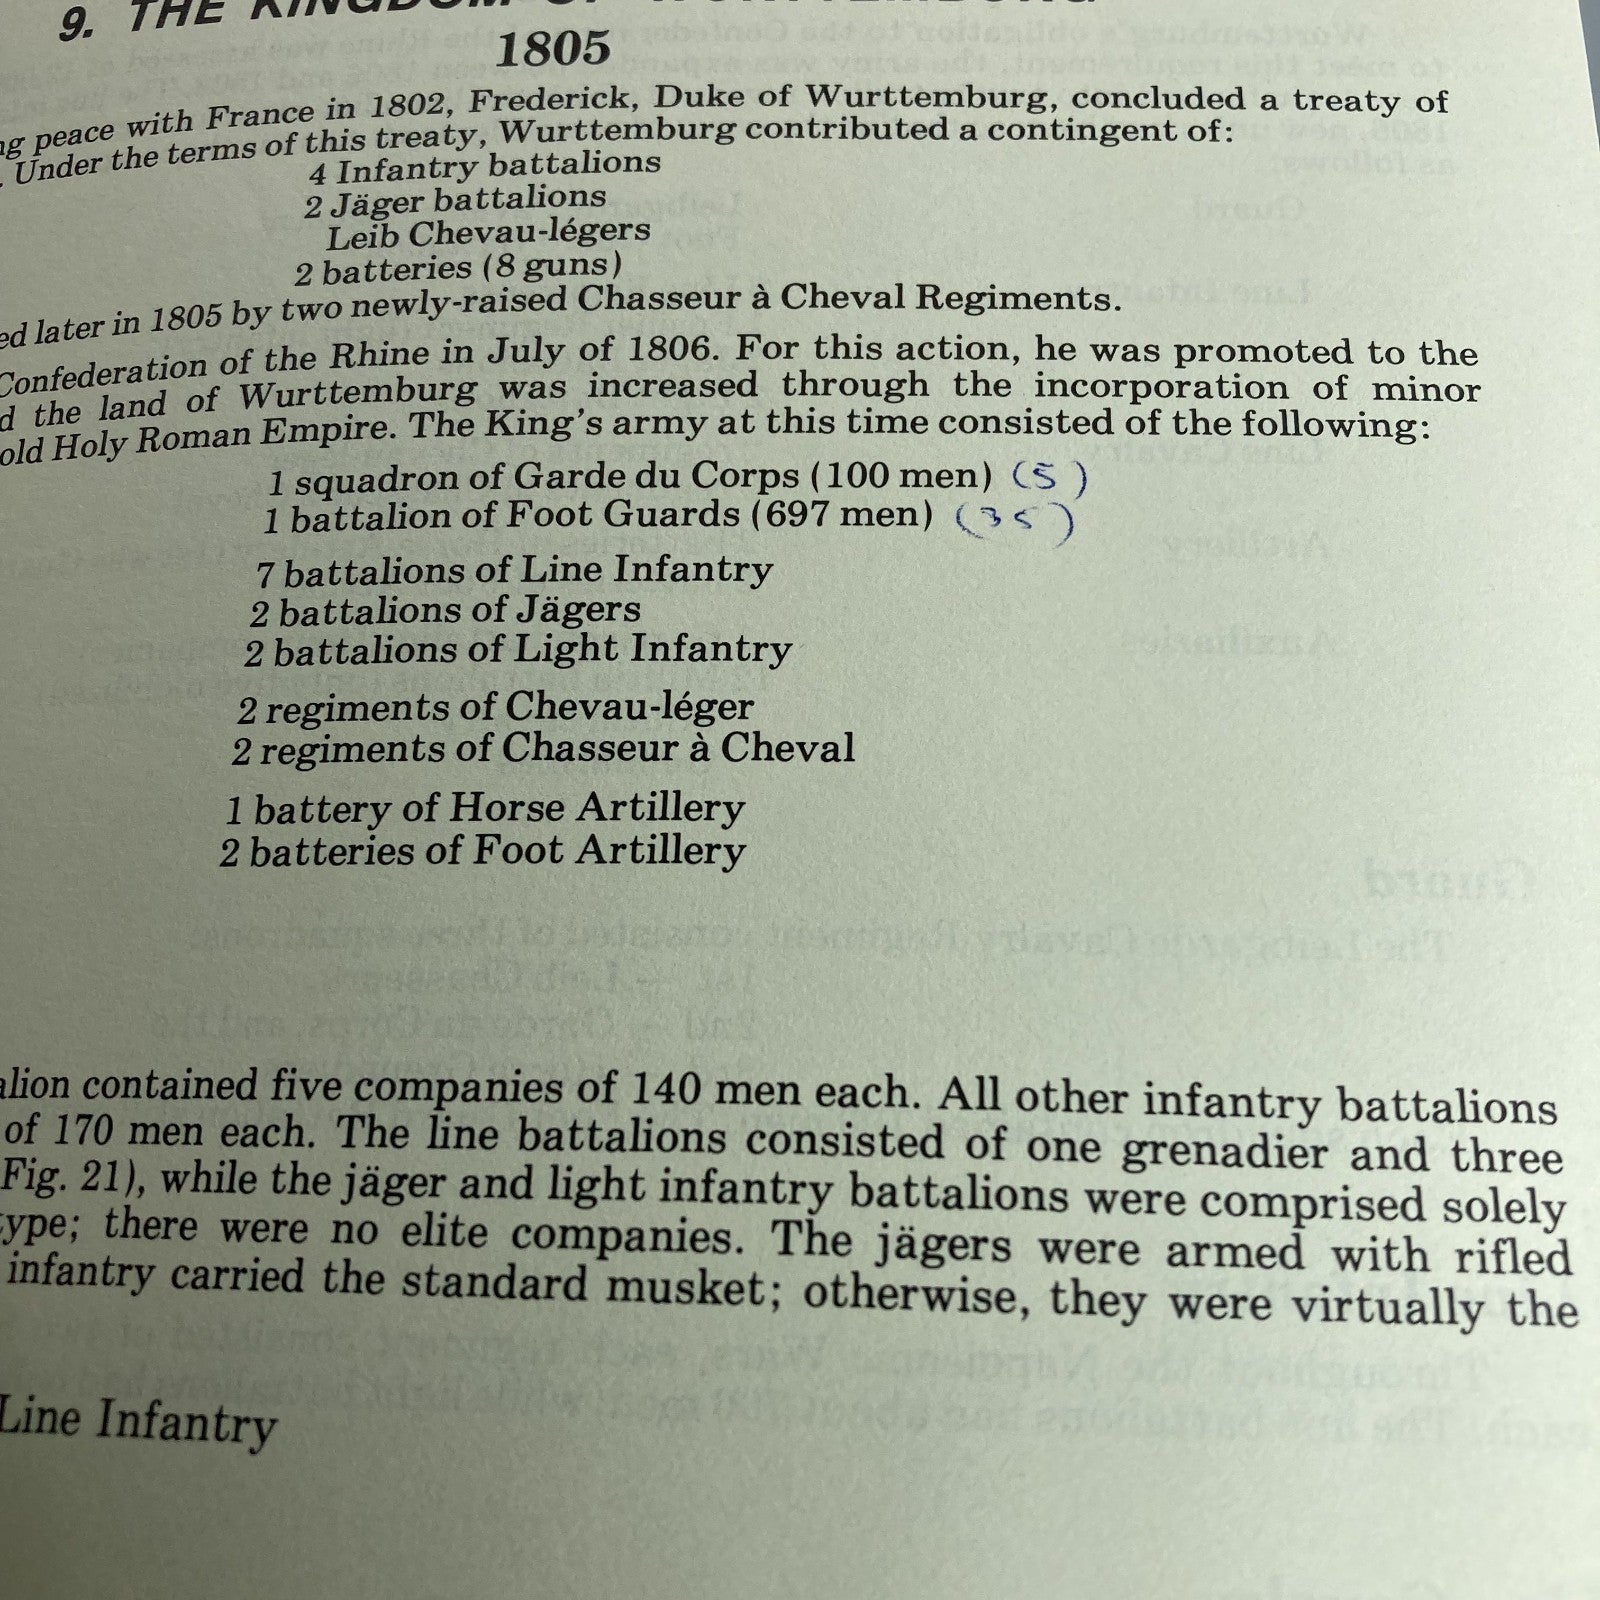 9. THE KINGDOM OF WURTTEMBURG
1805
ng peace with France in 1802, Frederick, Duke of Wurttemburg, concluded a treaty of
. Under the terms of this treaty, Wurttemburg contributed a contingent of:
4 Infantry battalions
2 Jäger battalions
Leib Chevau-légers
2 batteries (8 guns)
ed later in 1805 by two newly-raised Chasseur à Cheval Regiments.
Confederation of the Rhine in July of 1806. For this action, he was promoted to the
d the land of Wurttemburg was increased through the incorporation of minor
old Holy Roman Empire. The King's army at this time consisted of the following:
1 squadron of Garde du Corps (100 men) (5)
1 battalion of Foot Guards (697 men) (35)
7 battalions of Line Infantry
2 battalions of Jägers
2 battalions of Light Infantry
2 regiments of Chevau-léger
2 regiments of Chasseur à Cheval
1 battery of Horse Artillery
2 batteries of Foot Artillery
alion contained five companies of 140 men each. All other infantry battalions
of 170 men each. The line battalions consisted of one grenadier and three
Fig. 21), while the jäger and light infantry battalions were comprised solely
ype; there were no elite companies. The jägers were armed with rifled
infantry carried the standard musket; otherwise, they were virtually the
Line Infantry